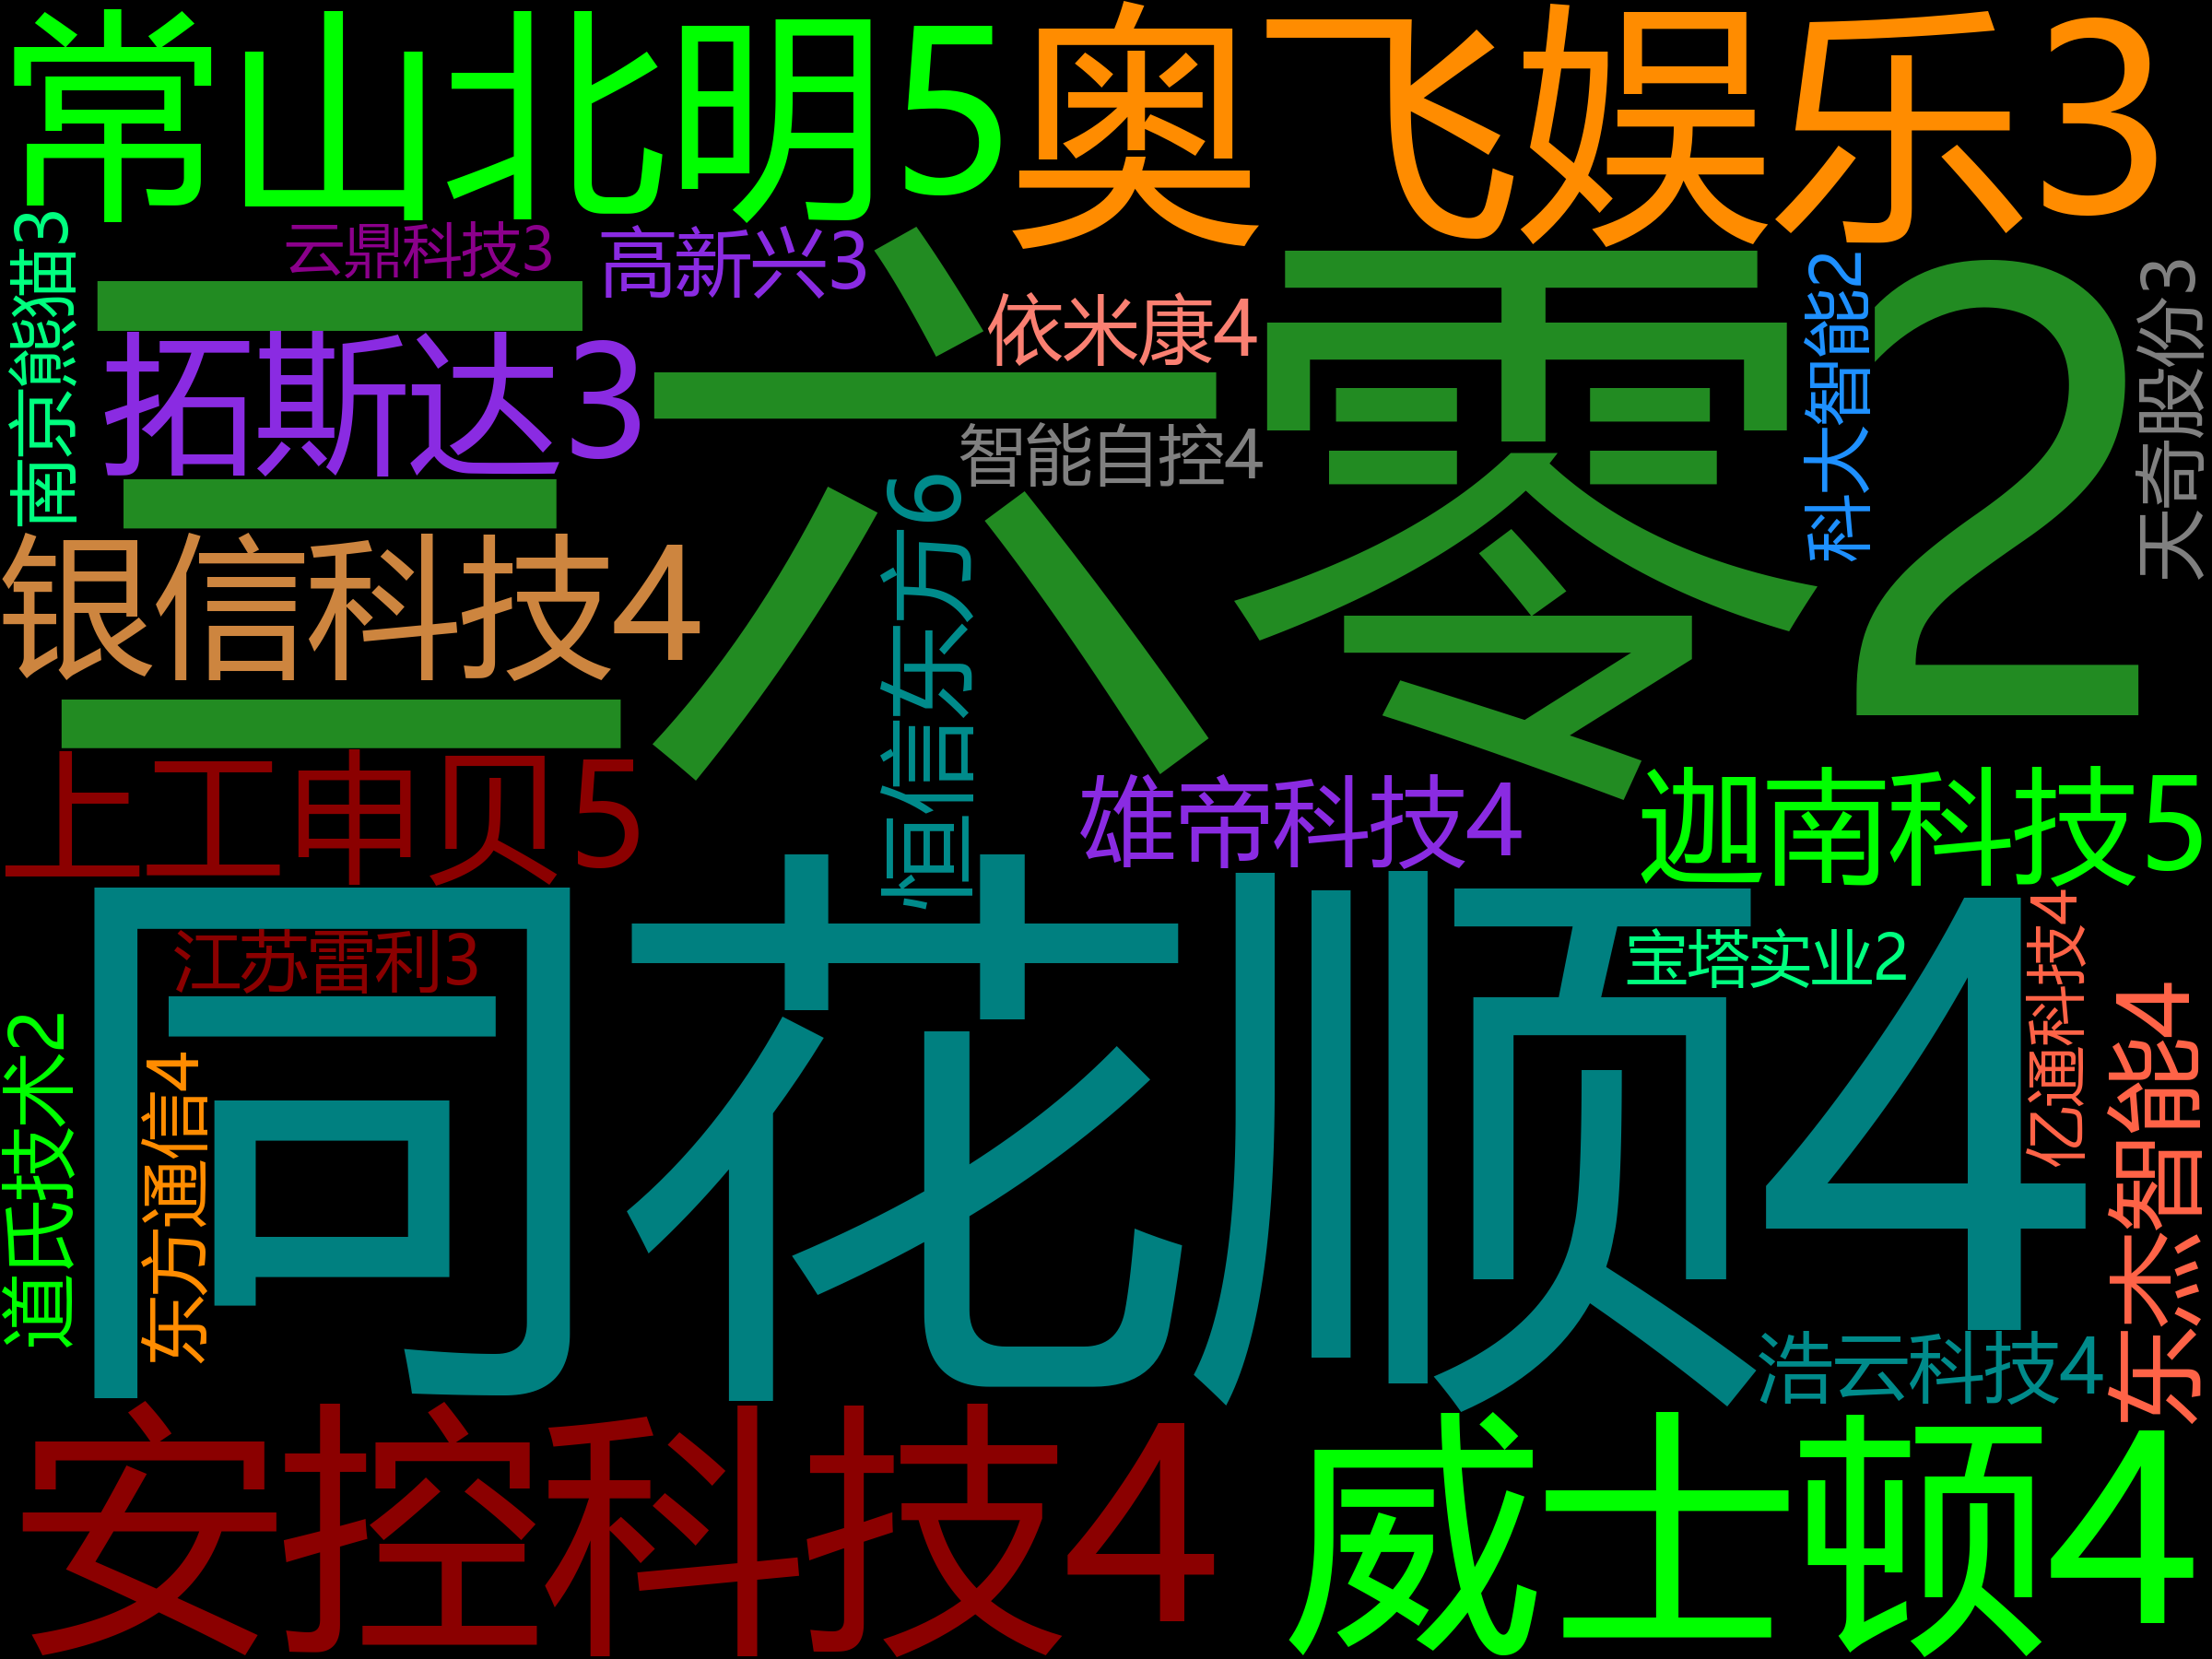 常山北明5
奥飞娱乐3
云鼎科技3
高新兴3
南京熊猫3
三六零2
依米康4
拓斯达3
智能自控4
科大智能2
天奇股份3
银信科技4
恒信东方6
上工申贝5
雄帝科技4
迦南科技5
同花顺4
江苏雷利3
宝塔实业2
亿通科技4
东杰智能4
道氏技术2
东方通信4
浩云科技4
安控科技4
威士顿4